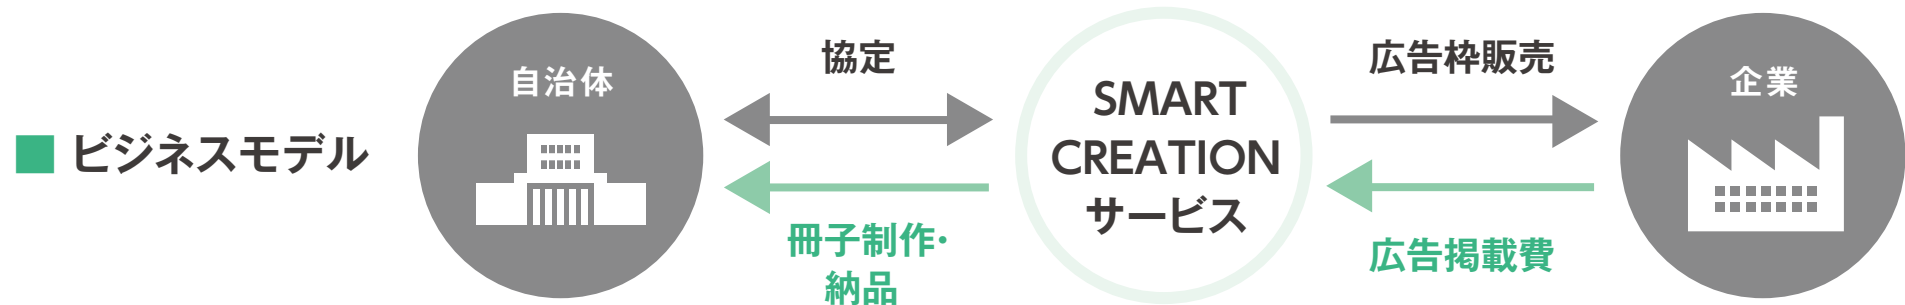 ■ ビジネスモデル
自治体
協定
冊子制作・
納品
SMART
CREATION
サービス
広告枠販売
広告掲載費
企業